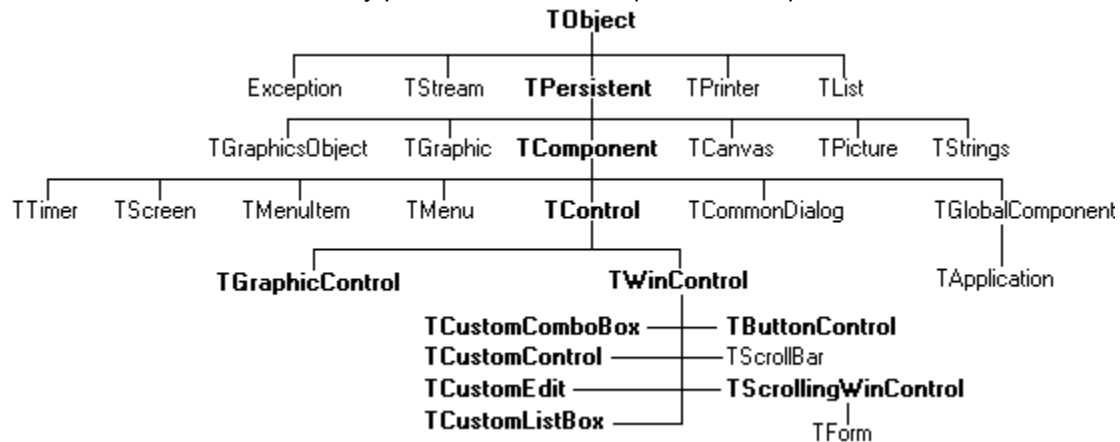 TObject
Exception TStream TPersistent TPrinter TList
TGraphicsObject TGraphic TComponent TCanvas TPicture TStrings
TTimer TScreen TMenuItem TMenu TControl TCommonDialog TGlobalComponent
TGraphicControl TWinControl TApplication
TCustomComboBox TButtonControl
TCustomControl TScrollBar
TCustomEdit TScrollingWinControl
TCustomListBox
TForm